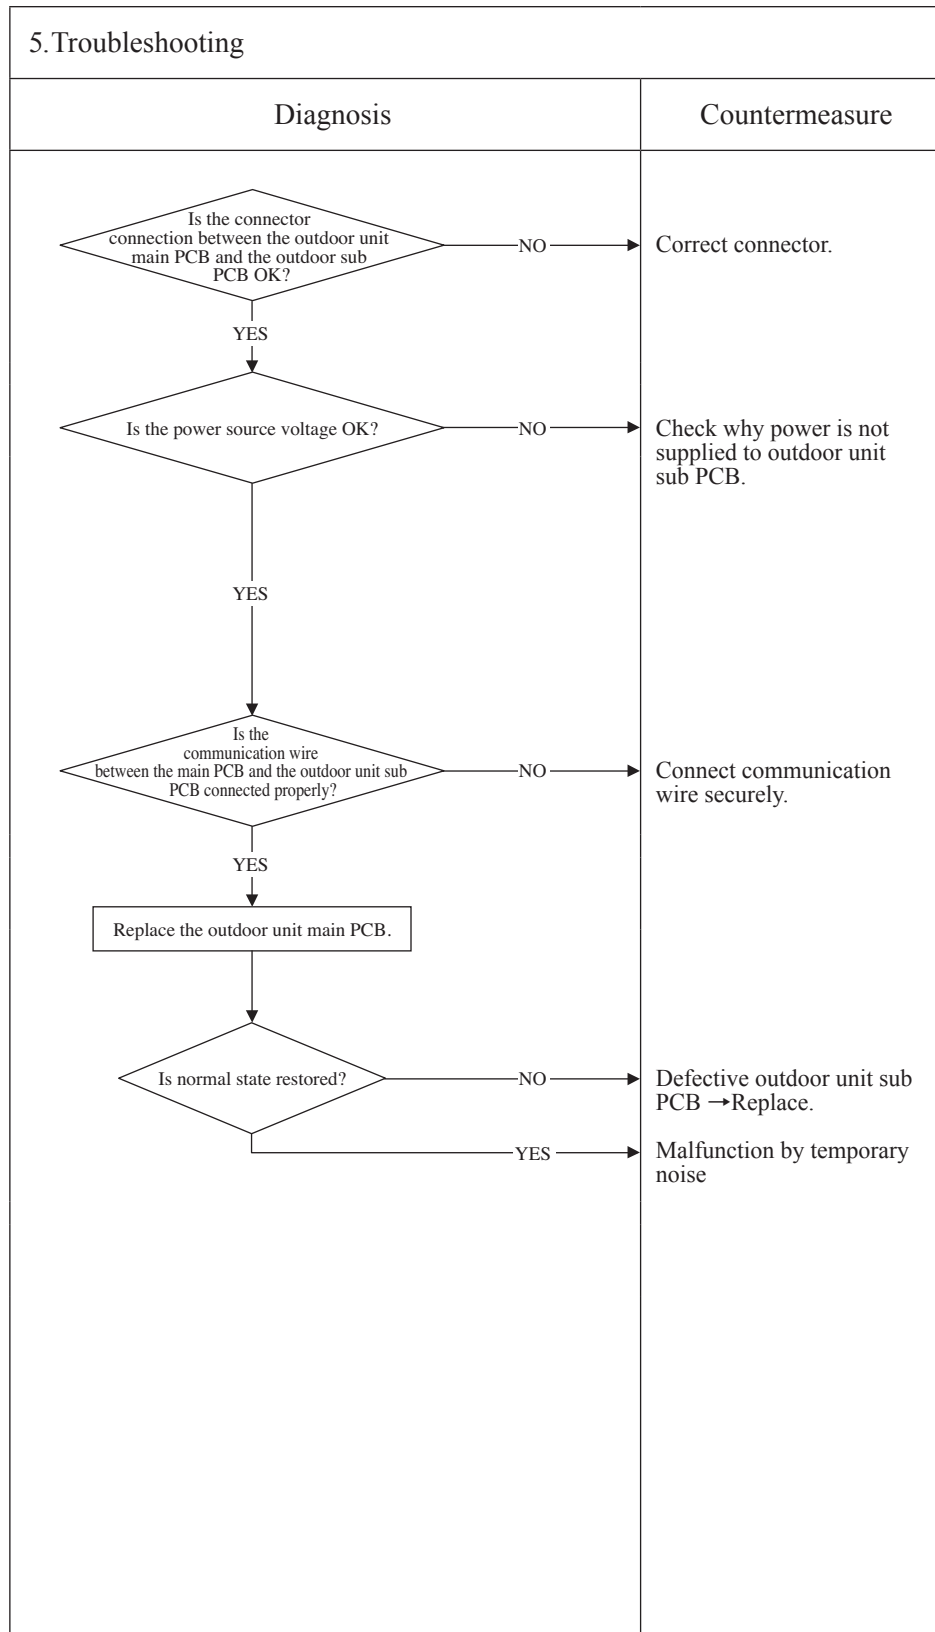 5.Troubleshooting
Diagnosis
Countermeasure
Is the connector
connection between the outdoor unit
main PCB and the outdoor sub
PCB OK?
NO
Correct connector.
YES
Is the power source voltage OK?
NO
Check why power is not
supplied to outdoor unit
sub PCB.
YES
Is the
communication wire
between the main PCB and the outdoor unit sub
PCB connected properly?
NO
Connect communication
wire securely.
YES
Replace the outdoor unit main PCB.
Is normal state restored?
NO
Defective outdoor unit sub
PCB →Replace.
YES
Malfunction by temporary
noise